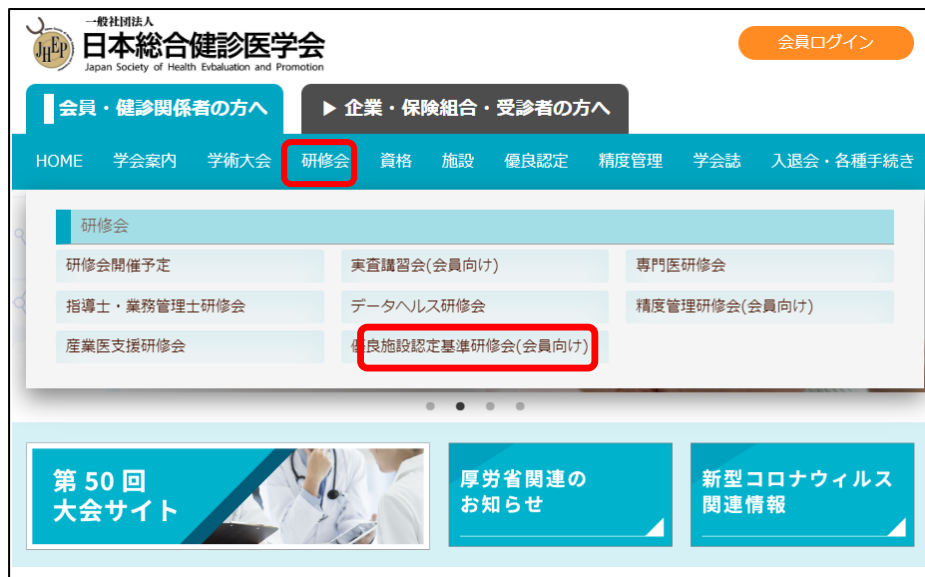 一般社団法人
日本総合健診医学会
JHEP
Japan Society of Health Evbaluation and Promotion
会員ログイン
会員・健診関係者の方へ
▶ 企業・保険組合・受診者の方へ
HOME 学会案内 学術大会 研修会 資格 施設 優良認定 精度管理 学会誌 入退会・各種手続き
研修会
研修会開催予定 実査講習会(会員向け) 専門医研修会
指導士・業務管理士研修会 データヘルス研修会 精度管理研修会(会員向け)
産業医支援研修会 優良施設認定基準研修会(会員向け)
第 50 回
大会サイト
厚労省関連の
お知らせ
新型コロナウィルス
関連情報